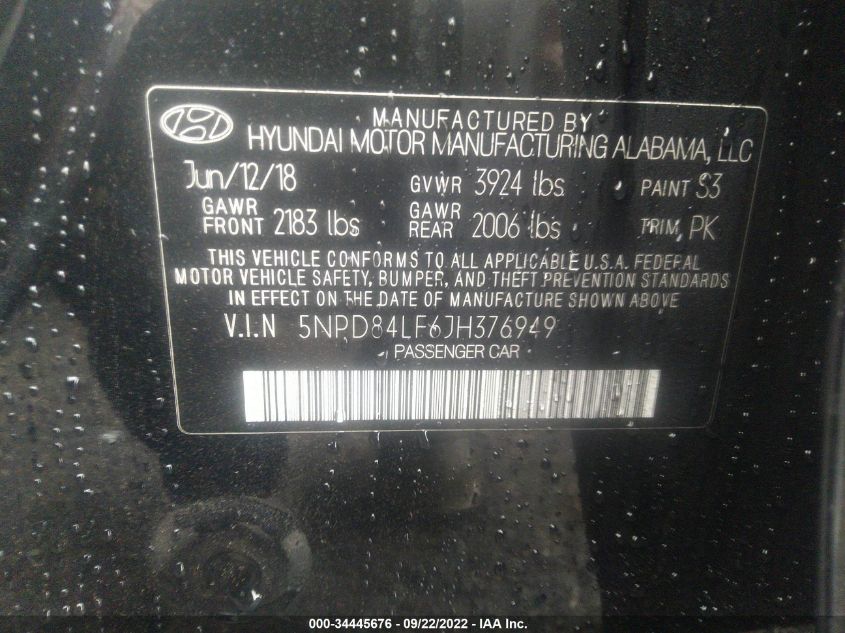 MANUFACTURED BY
HYUNDAI MOTOR MANUFACTURING ALABAMA, LLC
Jun/12/18 GVWR 3924 lbs PAINT S3
GAWR FRONT 2183 lbs GAWR REAR 2006 lbs TRIM PK
THIS VEHICLE CONFORMS TO ALL APPLICABLE U.S.A. FEDERAL
MOTOR VEHICLE SAFETY, BUMPER, AND THEFT PREVENTION STANDARDS
IN EFFECT ON THE DATE OF MANUFACTURE SHOWN ABOVE
V.I.N 5NPD84LF6JH376949
PASSENGER CAR
000-34445676 - 09/22/2022 - IAA Inc.